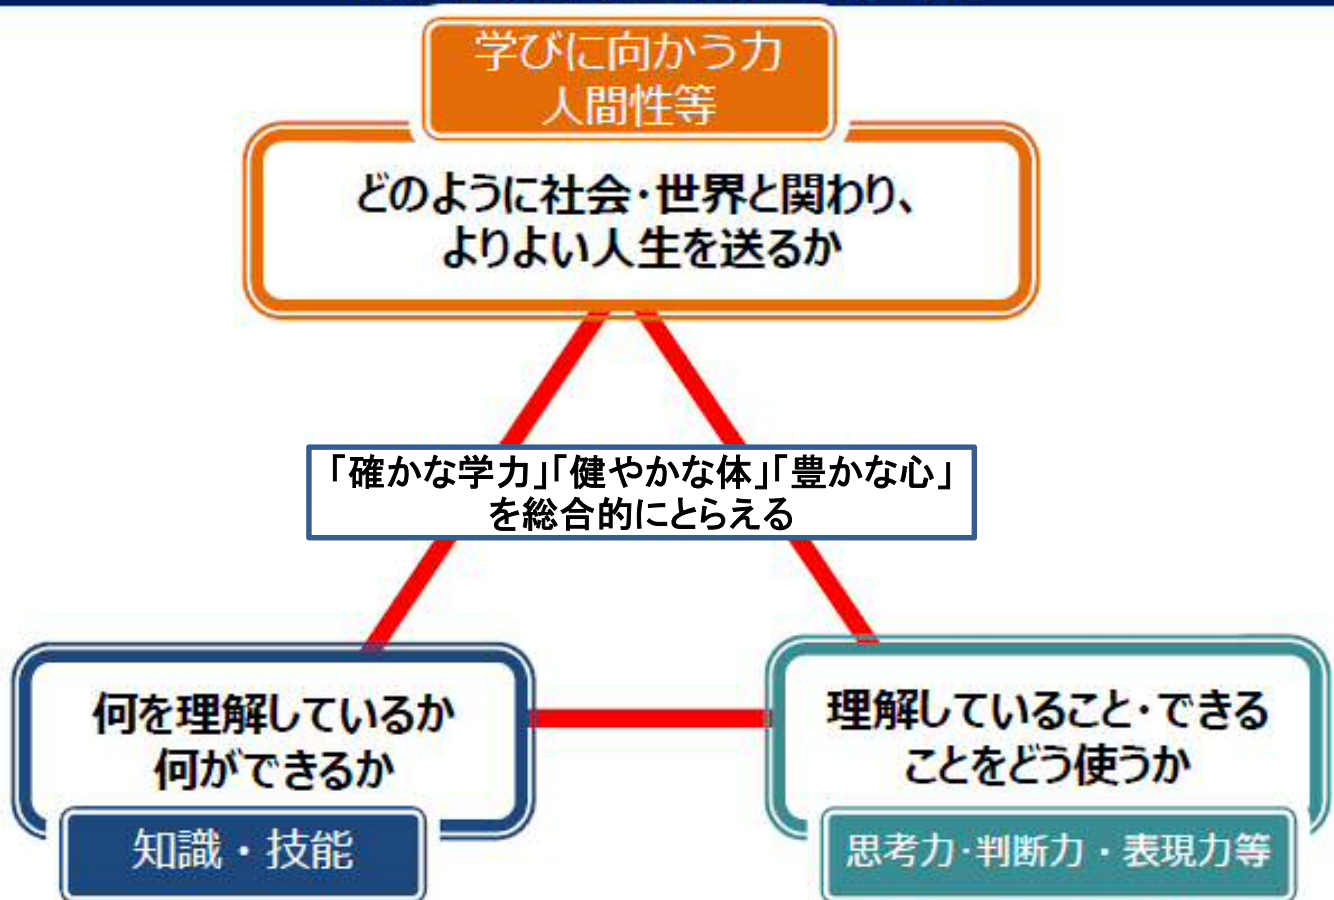 学びに向かう力
人間性等
どのように社会・世界と関わり、
よりよい人生を送るか
「確かな学力」「健やかな体」「豊かな心」
を総合的にとらえる
何を理解しているか
何ができるか
知識・技能
理解していること・できる
ことをどう使うか
思考力・判断力・表現力等